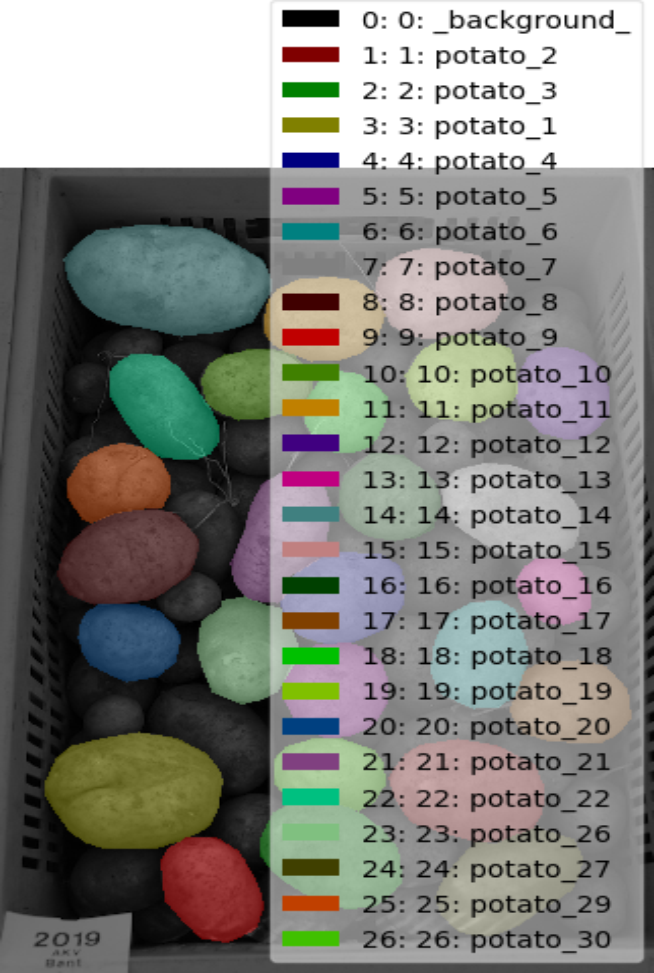 0: 0: _background_
1: 1: potato_2
2: 2: potato_3
3: 3: potato_1
4: 4: potato_4
5: 5: potato_5
6: 6: potato_6
7: 7: potato_7
8: 8: potato_8
9: 9: potato_9
10: 10: potato_10
11: 11: potato_11
12: 12: potato_12
13: 13: potato_13
14: 14: potato_14
15: 15: potato_15
16: 16: potato_16
17: 17: potato_17
18: 18: potato_18
19: 19: potato_19
20: 20: potato_20
21: 21: potato_21
22: 22: potato_22
23: 23: potato_26
24: 24: potato_27
25: 25: potato_29
26: 26: potato_30
2019
AKV
Bant